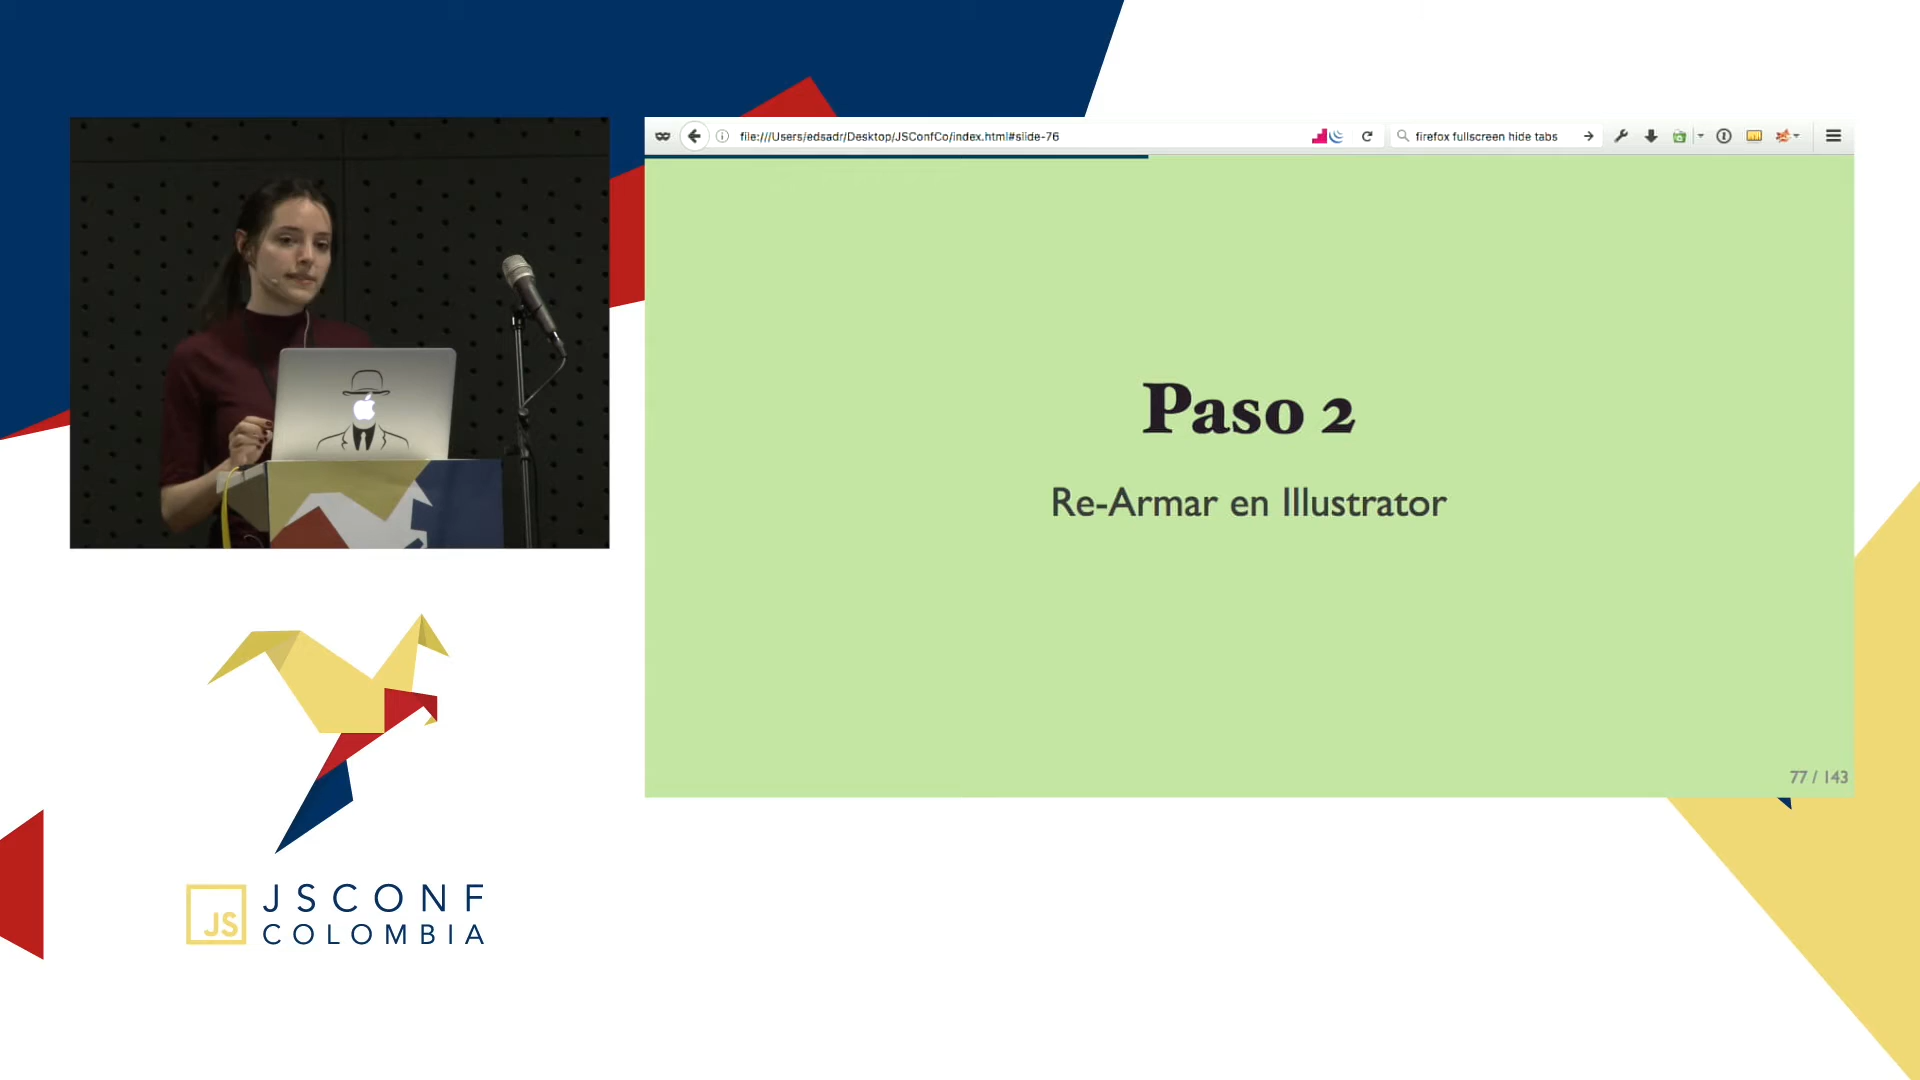 file:///Users/edsadr/Desktop/JSConfCo/index.html#slide-76
firefox fullscreen hide tabs
Paso 2
Re-Armar en Illustrator
77 / 143
JS
JSCONF
COLOMBIA